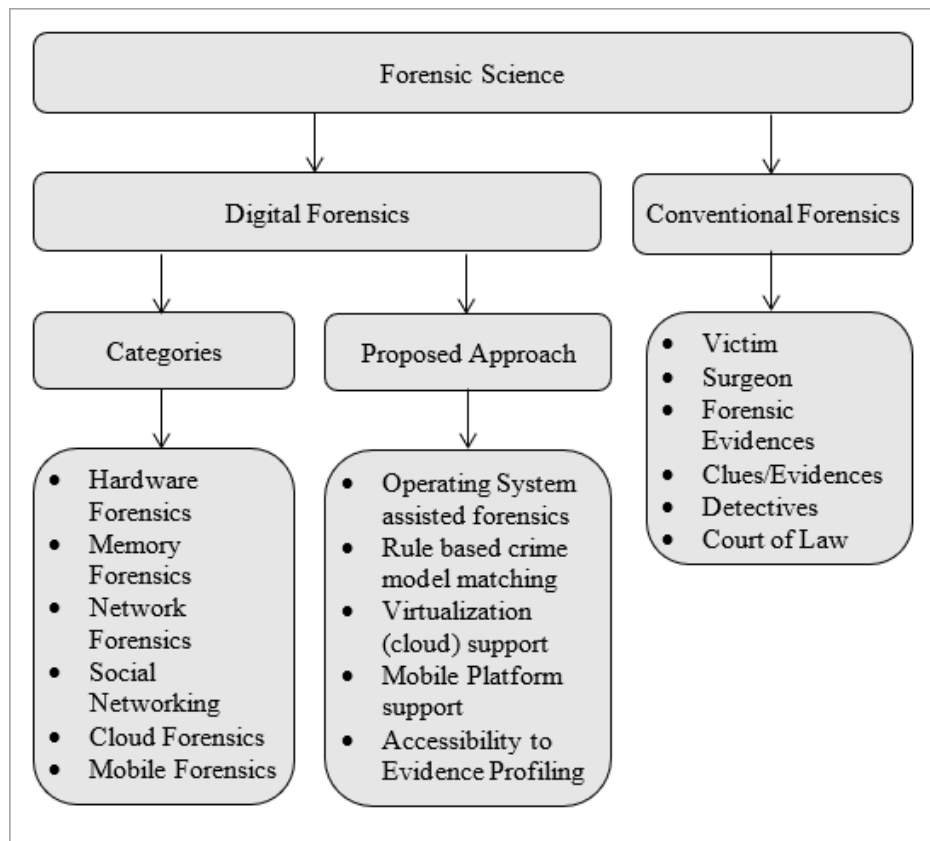 Forensic Science
Digital Forensics
Conventional Forensics
Categories
Proposed Approach
• Victim
• Surgeon
• Forensic
Evidences
• Clues/Evidences
• Detectives
• Court of Law
• Hardware
Forensics
• Memory
Forensics
• Network
Forensics
• Social
Networking
• Cloud Forensics
• Mobile Forensics
• Operating System
assisted forensics
• Rule based crime
model matching
• Virtualization
(cloud) support
• Mobile Platform
support
• Accessibility to
Evidence Profiling